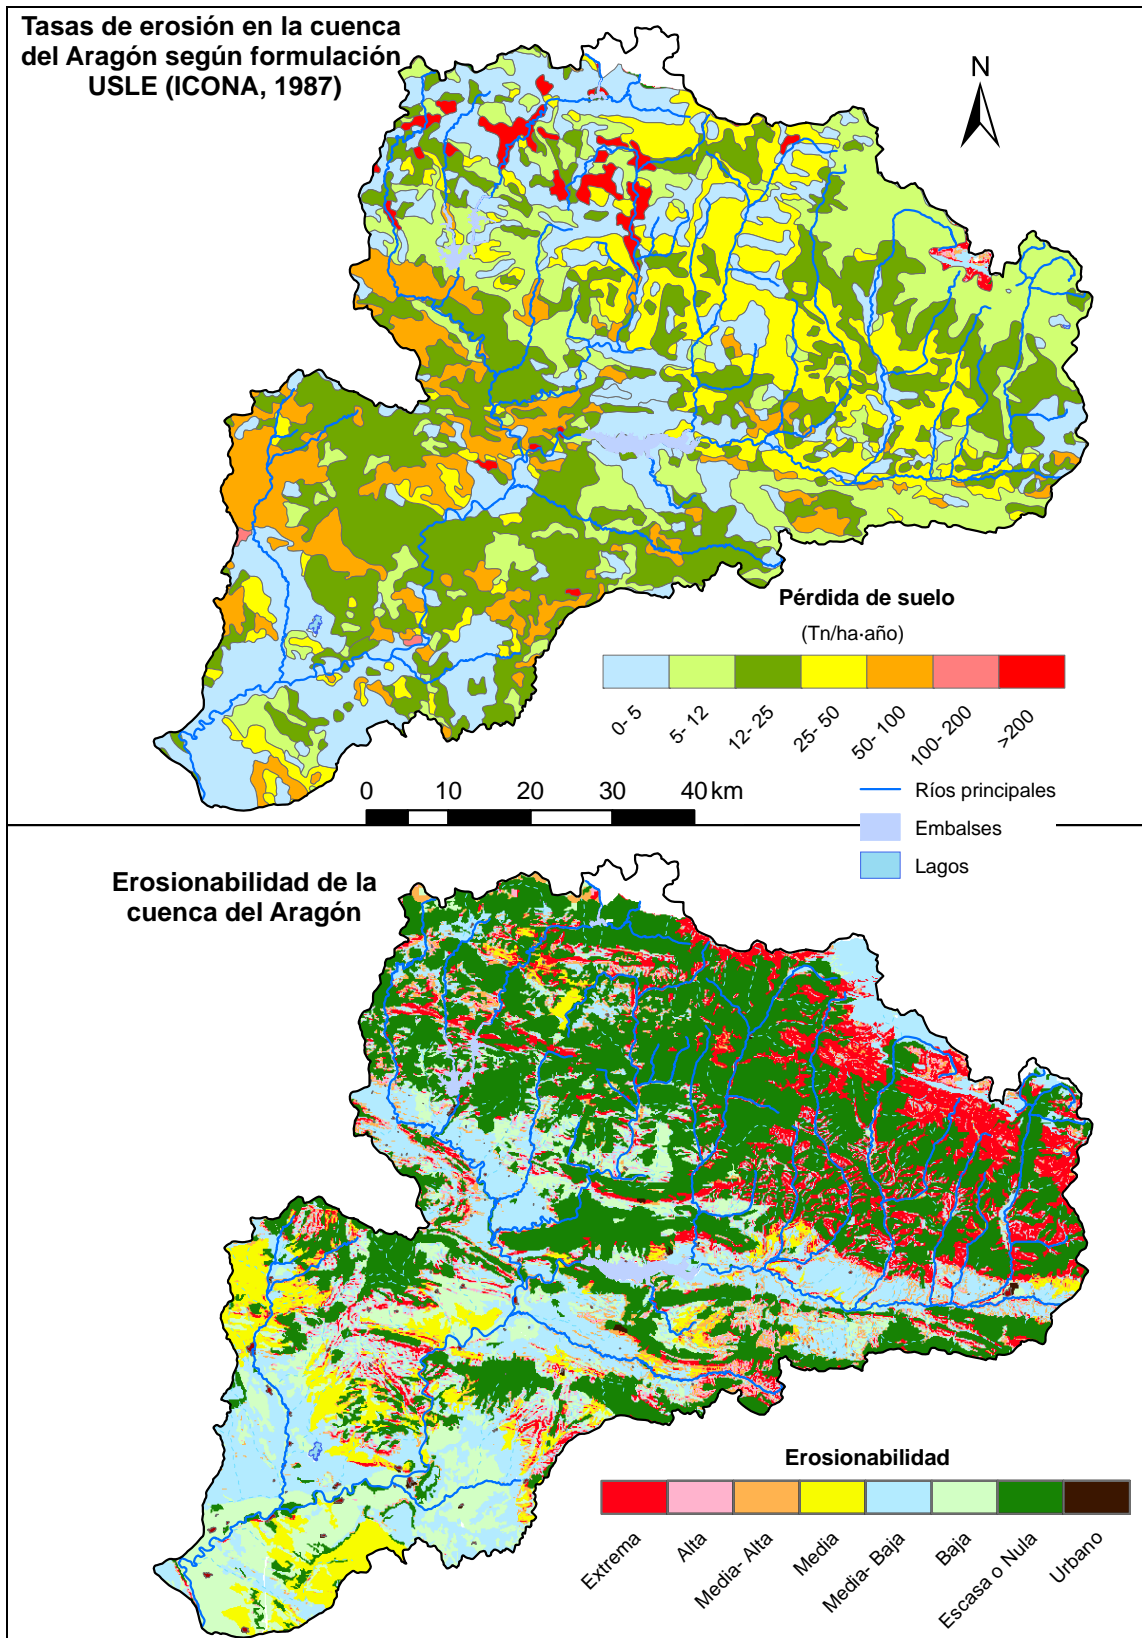 Tasas de erosión en la cuenca
del Aragón según formulación
USLE (ICONA, 1987)
N
Pérdida de suelo
(Tn/ha·año)
0- 5
5- 12
12- 25
25- 50
50- 100
100- 200
>200
0 10 20 30 40 km
Ríos principales
Embalses
Lagos
Erosionabilidad de la
cuenca del Aragón
Erosionabilidad
Extrema
Alta
Media- Alta
Media
Media- Baja
Baja
Escasa o Nula
Urbano